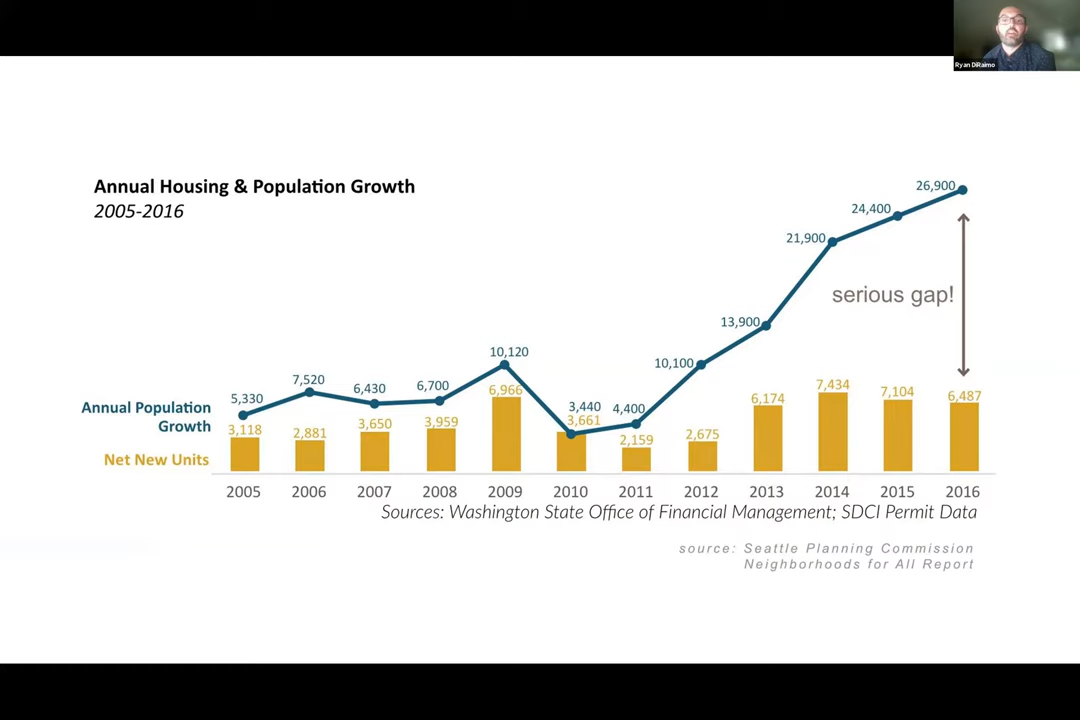 Ryan DiRaimo
Annual Housing & Population Growth
2005-2016
26,900
24,400
21,900
serious gap!
13,900
10,120
10,100
7,520
6,430
6,700
5,330
6,966
7,434
7,104
6,487
6,174
Annual Population
Growth
3,440
4,400
3,118
2,881
3,650
3,959
3,661
2,159
2,675
Net New Units
2005 2006 2007 2008 2009 2010 2011 2012 2013 2014 2015 2016
Sources: Washington State Office of Financial Management; SDCI Permit Data
source: Seattle Planning Commission
Neighborhoods for All Report